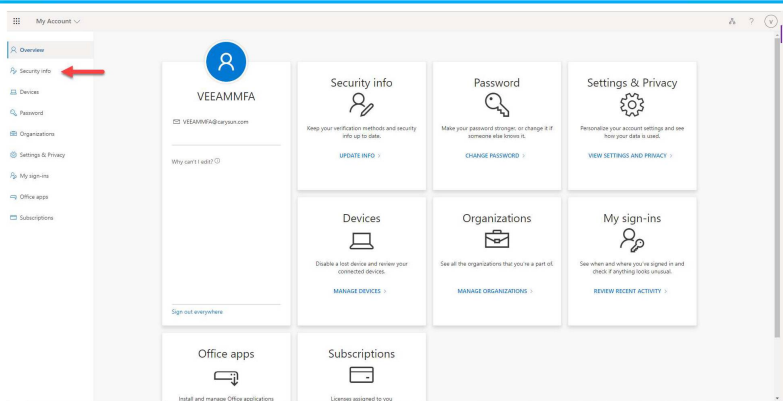 My Account
?
v
Overview
Security info
Devices
Password
Organizations
Settings & Privacy
My sign-ins
Office apps
Subscriptions
VEEAMMFA
VEEAMMFA@carysun.com
Why can't I edit?
Sign out everywhere
Security info
Keep your verification methods and security
info up to date.
UPDATE INFO >
Password
Make your password stronger, or change it if
someone else knows it.
CHANGE PASSWORD >
Settings & Privacy
Personalize your account settings and see
how your data is used.
VIEW SETTINGS AND PRIVACY >
Devices
Disable a lost device and review your
connected devices.
MANAGE DEVICES >
Organizations
See all the organizations that you're a part of.
MANAGE ORGANIZATIONS >
My sign-ins
See when and where you've signed in and
check if anything looks unusual.
REVIEW RECENT ACTIVITY >
Office apps
Install and manage Office applications
Subscriptions
Licenses assigned to you